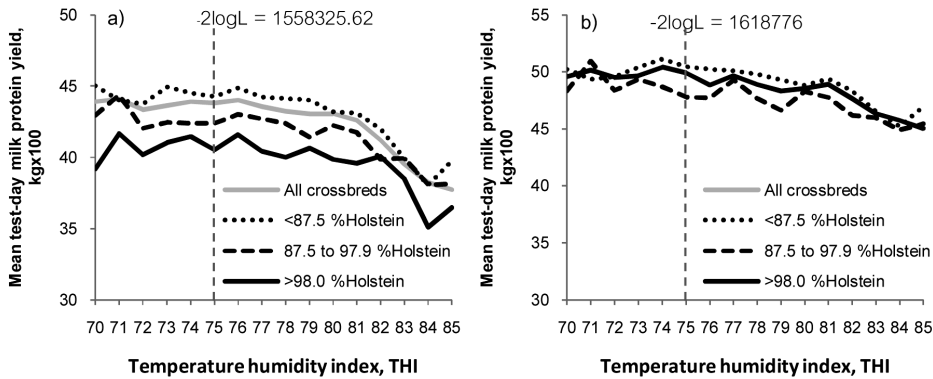 a)
-2logL = 1558325.62
Mean test-day milk protein yield,
kgx100
50
45
40
35
30
All crossbreds
<87.5 %Holstein
87.5 to 97.9 %Holstein
>98.0 %Holstein
70 71 72 73 74 75 76 77 78 79 80 81 82 83 84 85
Temperature humidity index, THI
b)
-2logL = 1618776
Mean test-day milk protein yield,
kgx100
55
50
45
40
35
30
All crossbreds
<87.5 %Holstein
87.5 to 97.9 %Holstein
>98.0 %Holstein
70 71 72 73 74 75 76 77 78 79 80 81 82 83 84 85
Temperature humidity index, THI